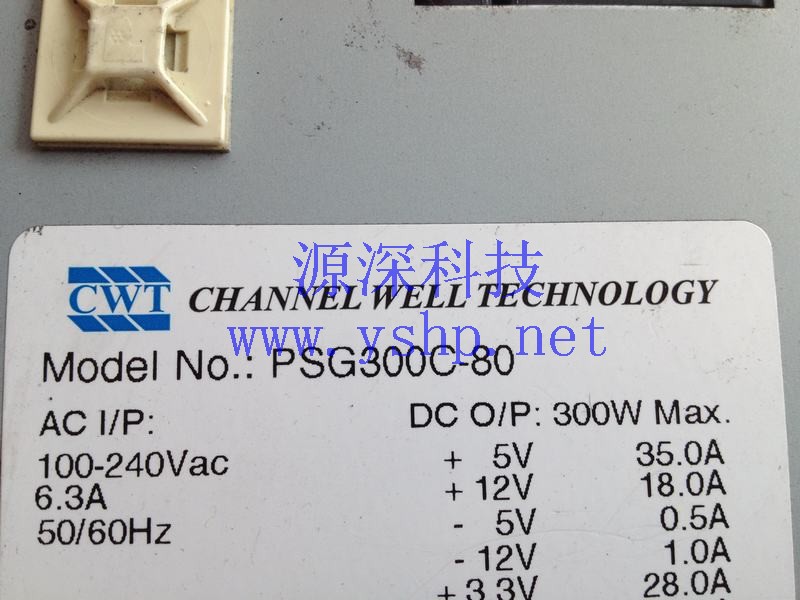 源深科技
CWT CHANNEL WELL TECHNOLOGY
www.yshp.net
Model No.: PSG300C-80
AC I/P: DC O/P: 300W Max.
100-240Vac + 5V 35.0A
6.3A + 12V 18.0A
50/60Hz - 5V 0.5A
- 12V 1.0A
+ 3.3V 28.0A